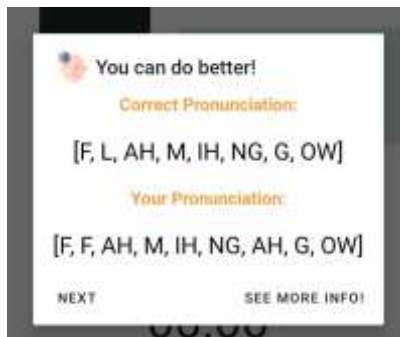 You can do better!
Correct Pronunciation:
[F, L, AH, M, IH, NG, G, OW]
Your Pronunciation:
[F, F, AH, M, IH, NG, AH, G, OW]
NEXT SEE MORE INFO!